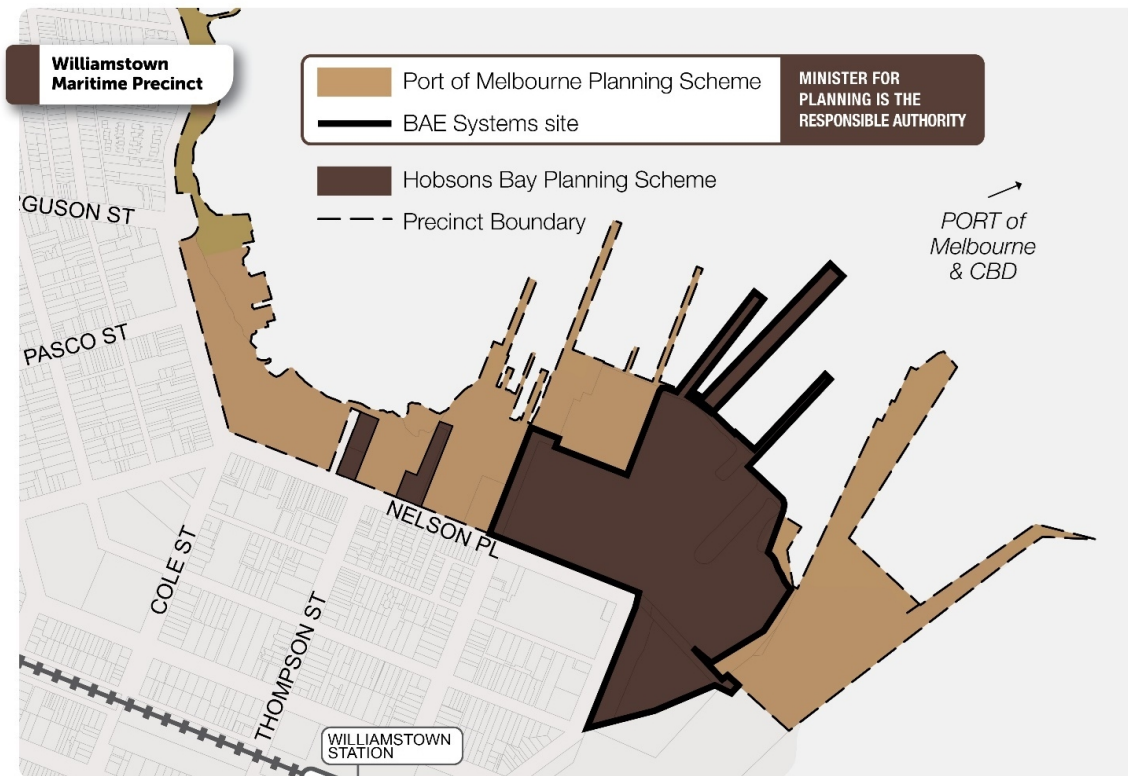 Williamstown
Maritime Precinct
Port of Melbourne Planning Scheme
BAE Systems site
MINISTER FOR
PLANNING IS THE
RESPONSIBLE AUTHORITY
Hobsons Bay Planning Scheme
Precinct Boundary
PORT of
Melbourne
& CBD
GUSON ST
PASCO ST
NELSON PL
COLE ST
THOMPSON ST
WILLIAMSTOWN
STATION